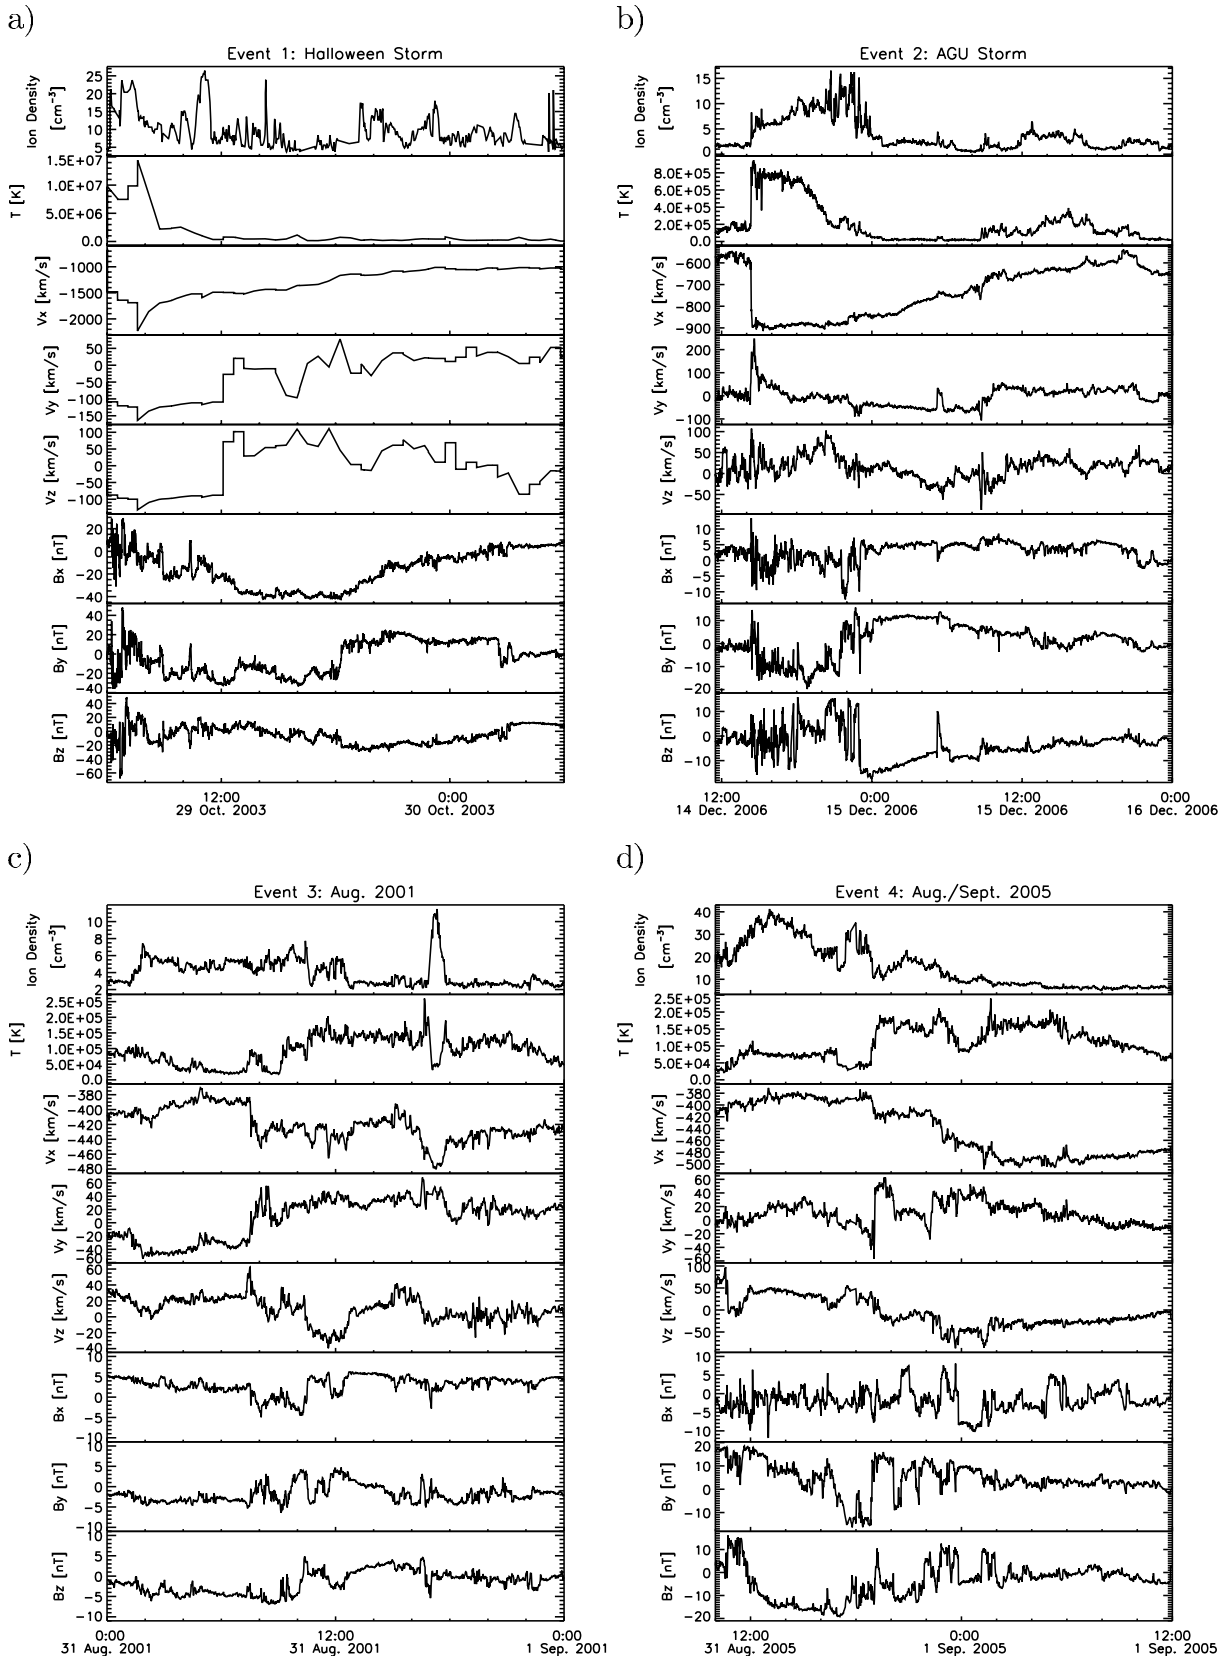 a)
Event 1: Halloween Storm
Ion Density
[cm⁻³]
25
20
15
10
5
T [K]
1.5E+07
1.0E+07
5.0E+06
0.0
Vx [km/s]
−1000
−1500
−2000
Vy [km/s]
50
0
−50
−100
−150
Vz [km/s]
100
50
0
−50
−100
Bx [nT]
20
0
−20
−40
By [nT]
40
20
0
−20
−40
Bz [nT]
40
20
0
−20
−40
−60
12:00
0:00
29 Oct. 2003
30 Oct. 2003
b)
Event 2: AGU Storm
Ion Density
[cm⁻³]
15
10
5
0
T [K]
8.0E+05
6.0E+05
4.0E+05
2.0E+05
0.0
Vx [km/s]
−600
−700
−800
−900
Vy [km/s]
200
100
0
−100
Vz [km/s]
100
50
0
−50
Bx [nT]
10
5
0
−5
−10
By [nT]
10
0
−10
−20
Bz [nT]
10
0
−10
12:00
0:00
12:00
0:00
14 Dec. 2006
15 Dec. 2006
15 Dec. 2006
16 Dec. 2006
c)
Event 3: Aug. 2001
Ion Density
[cm⁻³]
10
8
6
4
2
T [K]
2.5E+05
2.0E+05
1.5E+05
1.0E+05
5.0E+04
0.0
Vx [km/s]
−380
−400
−420
−440
−460
−480
Vy [km/s]
60
40
20
0
−20
−40
−60
Vz [km/s]
60
40
20
0
−20
−40
Bx [nT]
10
5
0
−5
−10
By [nT]
10
5
0
−5
−10
Bz [nT]
10
5
0
−5
−10
0:00
12:00
0:00
31 Aug. 2001
31 Aug. 2001
1 Sep. 2001
d)
Event 4: Aug./Sept. 2005
Ion Density
[cm⁻³]
40
30
20
10
T [K]
2.5E+05
2.0E+05
1.5E+05
1.0E+05
5.0E+04
0.0
Vx [km/s]
−380
−400
−420
−440
−460
−480
−500
Vy [km/s]
60
40
20
0
−20
−40
−60
Vz [km/s]
100
50
0
−50
Bx [nT]
10
5
0
−5
−10
By [nT]
20
10
0
−10
Bz [nT]
10
0
−10
−20
12:00
0:00
12:00
31 Aug. 2005
1 Sep. 2005
1 Sep. 2005